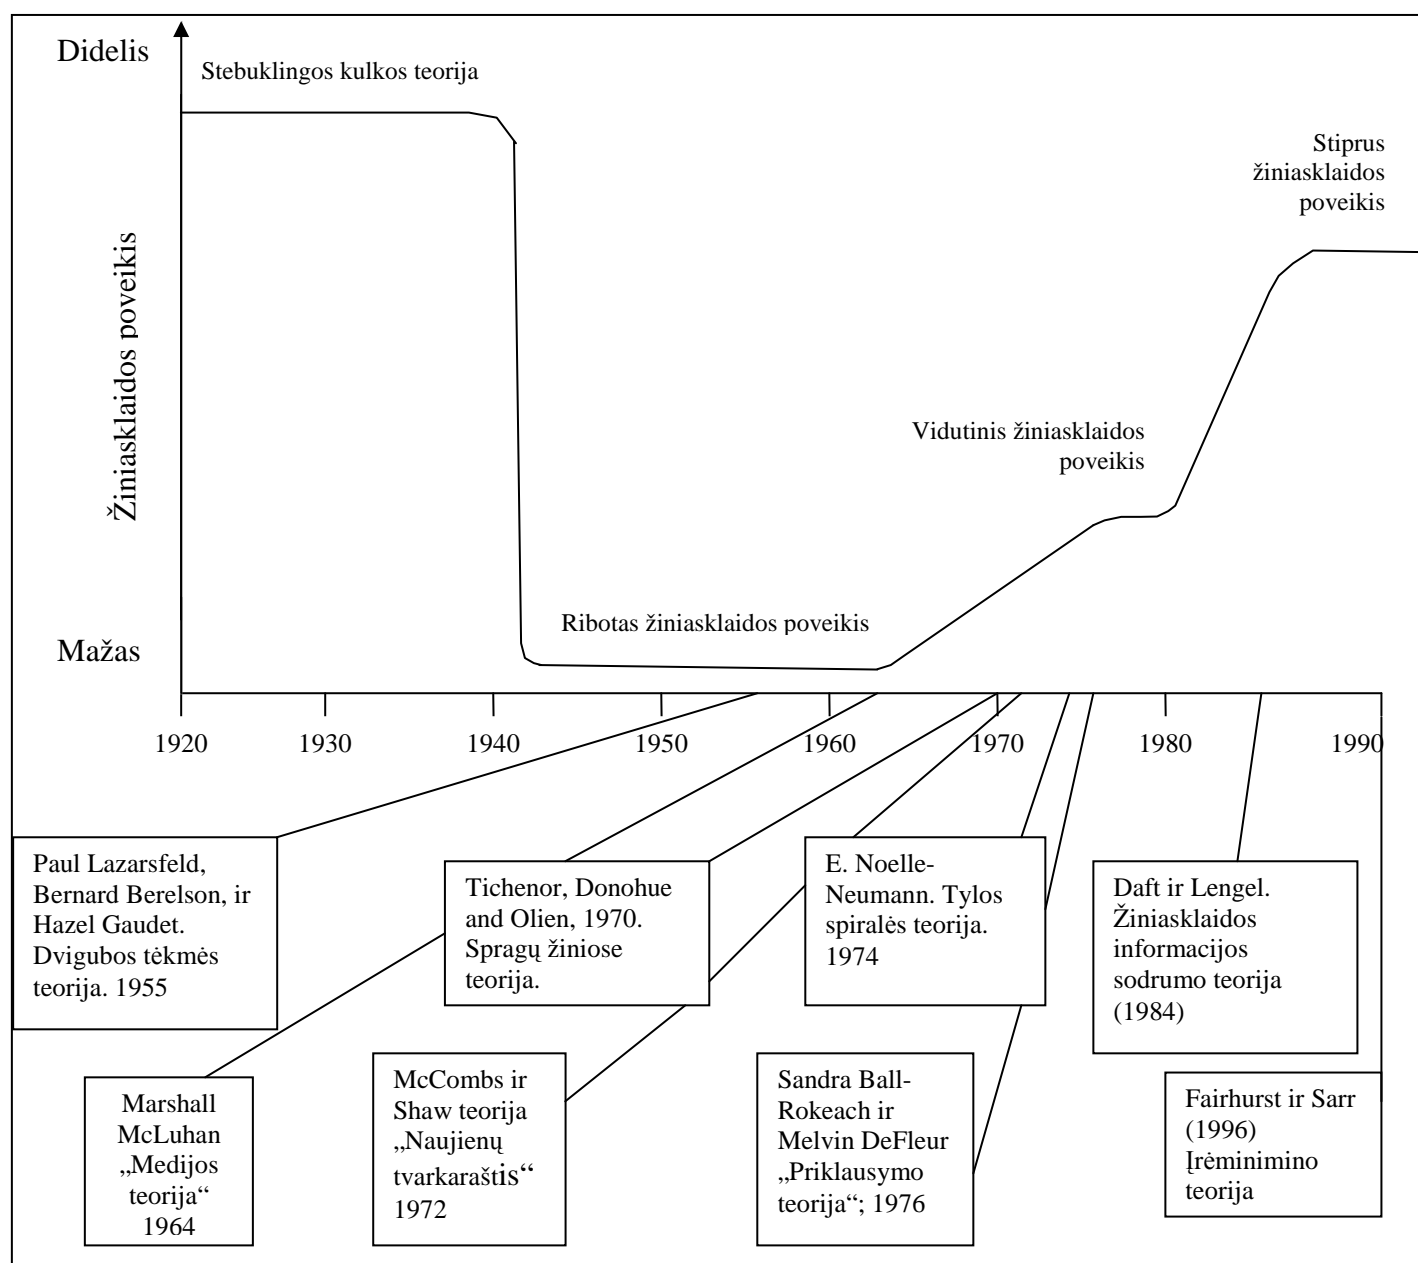 Didelis
Stebuklingos kulkos teorija
Stiprus
žiniasklaidos
poveikis
Žiniasklaidos poveikis
Vidutinis žiniasklaidos
poveikis
Ribotas žiniasklaidos poveikis
Mažas
1920 1930 1940 1950 1960 1970 1980 1990
Paul Lazarsfeld,
Bernard Berelson, ir
Hazel Gaudet.
Dvigubos tėkmės
teorija. 1955
Tichenor, Donohue
and Olien, 1970.
Spragų žiniose
teorija.
E. Noelle-
Neumann. Tylos
spiralės teorija.
1974
Daft ir Lengel.
Žiniasklaidos
informacijos
sodrumo teorija
(1984)
Marshall
McLuhan
„Medijos
teorija“
1964
McCombs ir
Shaw teorija
„Naujienų
tvarkaraštis“
1972
Sandra Ball-
Rokeach ir
Melvin DeFleur
„Priklausymo
teorija“; 1976
Fairhurst ir Sarr
(1996)
Įrėminimino
teorija